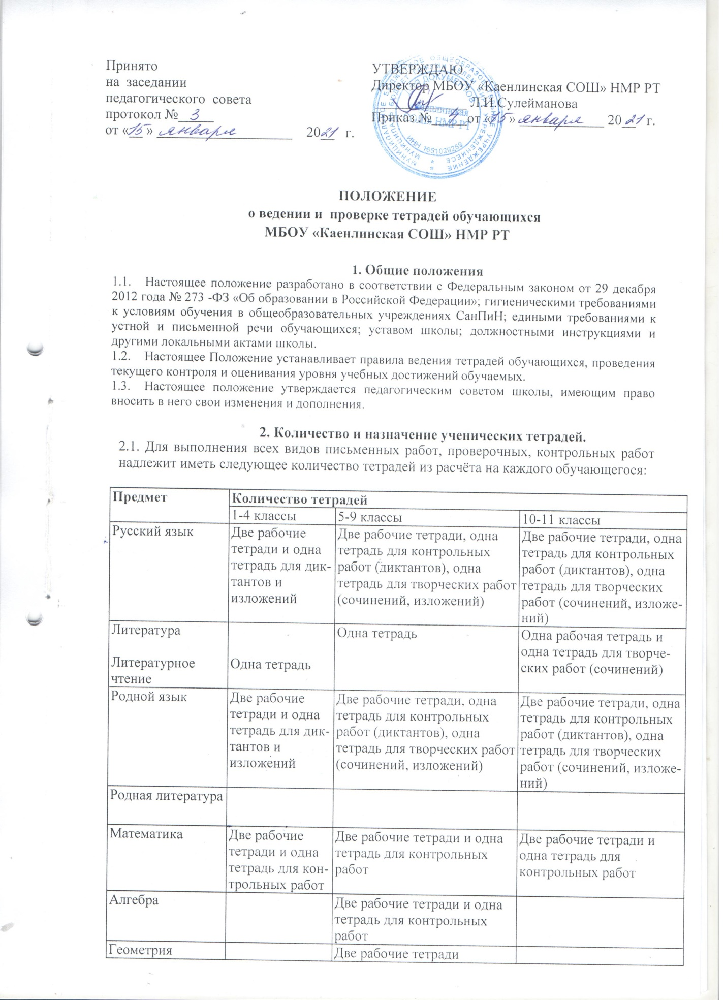 Принято
на заседании
педагогического совета
протокол № 3
от «15» января 2021 г.
УТВЕРЖДАЮ
Директор МБОУ «Каенлинская СОШ» НМР РТ
Л.И.Сулейманова
Приказ № 4 от «15» января 2021 г.
ИНН 1651029259
ПОЛОЖЕНИЕ
о ведении и проверке тетрадей обучающихся
МБОУ «Каенлинская СОШ» НМР РТ
1. Общие положения
1.1. Настоящее положение разработано в соответствии с Федеральным законом от 29 декабря
2012 года № 273 -ФЗ «Об образовании в Российской Федерации»; гигиеническими требованиями
к условиям обучения в общеобразовательных учреждениях СанПиН; едиными требованиями к
устной и письменной речи обучающихся; уставом школы; должностными инструкциями и
другими локальными актами школы.
1.2. Настоящее Положение устанавливает правила ведения тетрадей обучающихся, проведения
текущего контроля и оценивания уровня учебных достижений обучаемых.
1.3. Настоящее положение утверждается педагогическим советом школы, имеющим право
вносить в него свои изменения и дополнения.
2. Количество и назначение ученических тетрадей.
2.1. Для выполнения всех видов письменных работ, проверочных, контрольных работ
надлежит иметь следующее количество тетрадей из расчёта на каждого обучающегося:
Предмет
Количество тетрадей
1-4 классы
5-9 классы
10-11 классы
Русский язык
Две рабочие
тетради и одна
тетрадь для дик-
тантов и
изложений
Две рабочие тетради, одна
тетрадь для контрольных
работ (диктантов), одна
тетрадь для творческих работ
(сочинений, изложений)
Две рабочие тетради, одна
тетрадь для контрольных
работ (диктантов), одна
тетрадь для творческих
работ (сочинений, изложе-
ний)
Литература
Литературное
чтение
Одна тетрадь
Одна тетрадь
Одна рабочая тетрадь и
одна тетрадь для творче-
ских работ (сочинений)
Родной язык
Две рабочие
тетради и одна
тетрадь для дик-
тантов и
изложений
Две рабочие тетради, одна
тетрадь для контрольных
работ (диктантов), одна
тетрадь для творческих работ
(сочинений, изложений)
Две рабочие тетради, одна
тетрадь для контрольных
работ (диктантов), одна
тетрадь для творческих
работ (сочинений, изложе-
ний)
Родная литература
Математика
Две рабочие
тетради и одна
тетрадь для кон-
трольных работ
Две рабочие тетради и одна
тетрадь для контрольных
работ
Две рабочие тетради и
одна тетрадь для
контрольных работ
Алгебра
Две рабочие тетради и одна
тетрадь для контрольных
работ
Геометрия
Две рабочие тетради